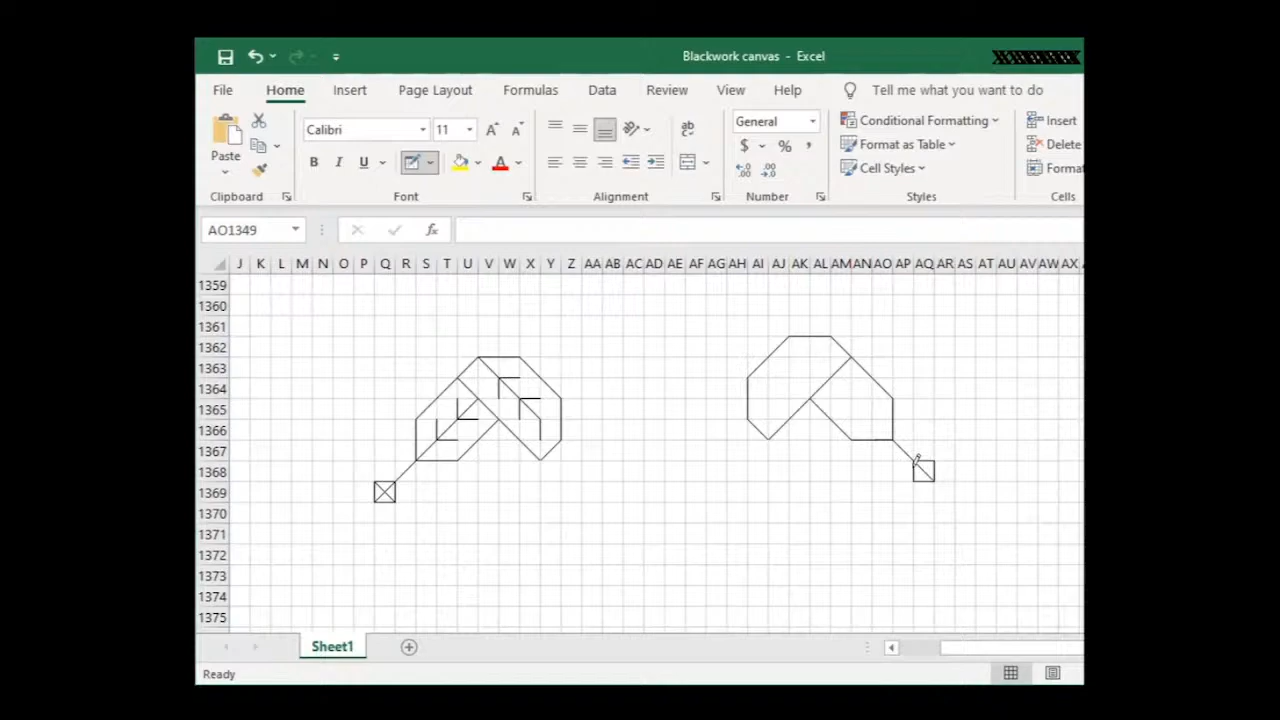 Blackwork canvas - Excel
File Home Insert Page Layout Formulas Data Review View Help Tell me what you want to do
Calibri 11 A A General Conditional Formatting Insert
Paste B I U A ab c $ % , Format as Table Delete
Cell Styles Format
Clipboard Font Alignment Number Styles Cells
AO1349 fx
J K L M N O P Q R S T U V W X Y Z AA AB AC AD AE AF AG AH AI AJ AK AL AM AN AO AP AQ AR AS AT AU AV AW AX
1359
1360
1361
1362
1363
1364
1365
1366
1367
1368
1369
1370
1371
1372
1373
1374
1375
Sheet1
Ready